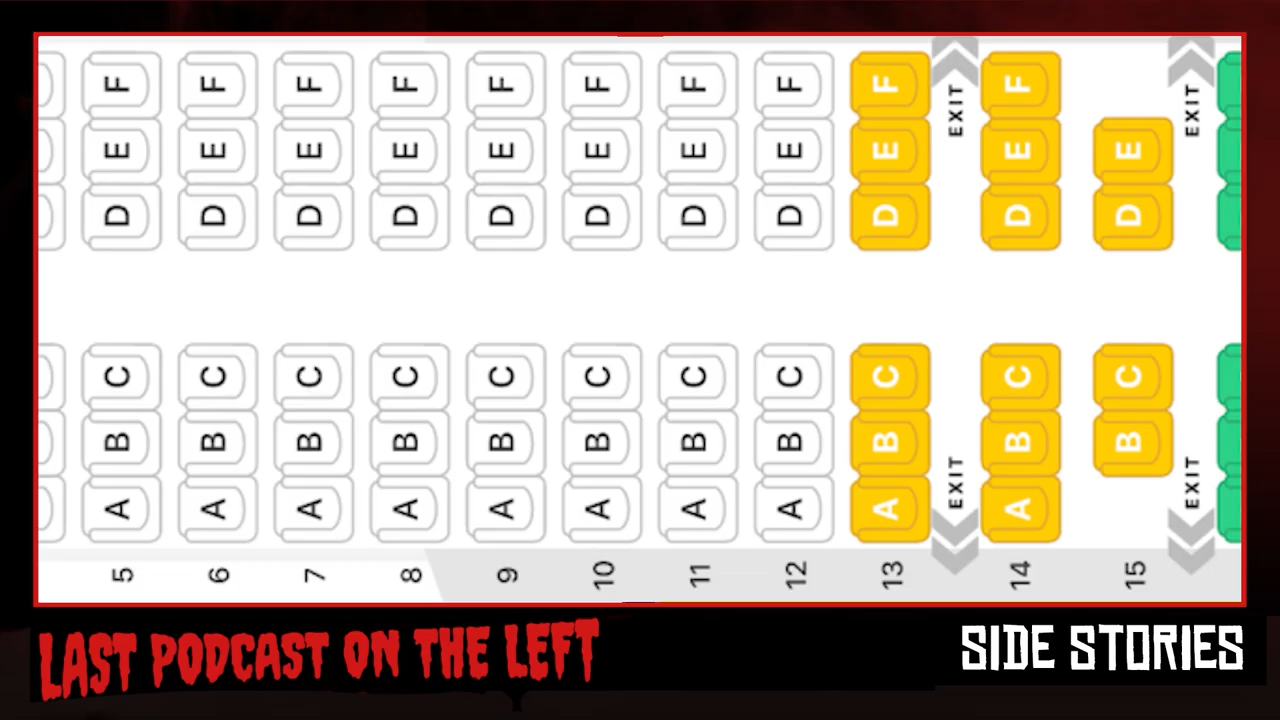 F F F F F F F F F F
E E E E E E E E E E E
D D D D D D D D D D D
EXIT EXIT
C C C C C C C C C C C
B B B B B B B B B B B
A A A A A A A A A A
EXIT EXIT
5 6 7 8 9 10 11 12 13 14 15
LAST PODCAST ON THE LEFT
SIDE STORIES